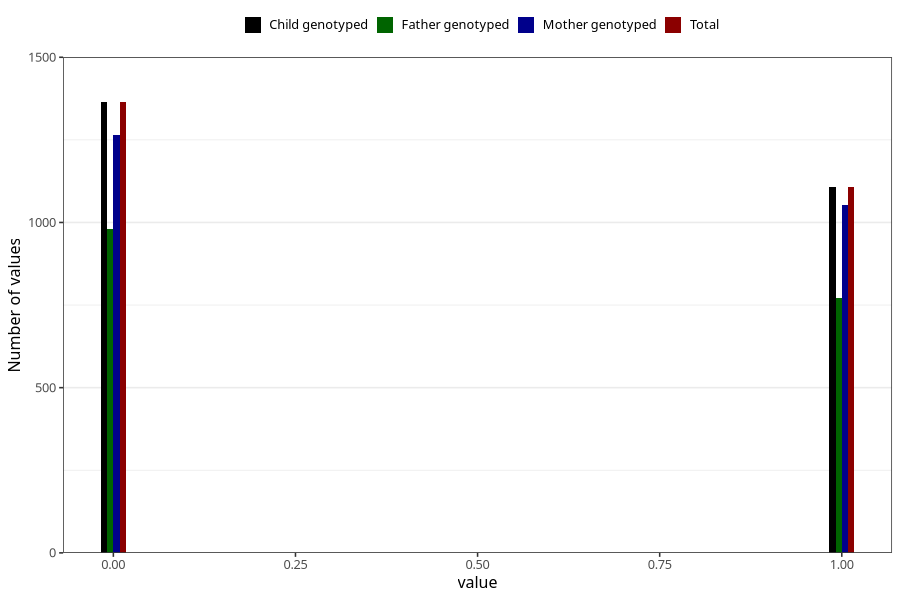 Child genotyped Father genotyped Mother genotyped Total
1500
1000
500
0
Number of values
0.00 0.25 0.50 0.75 1.00
value